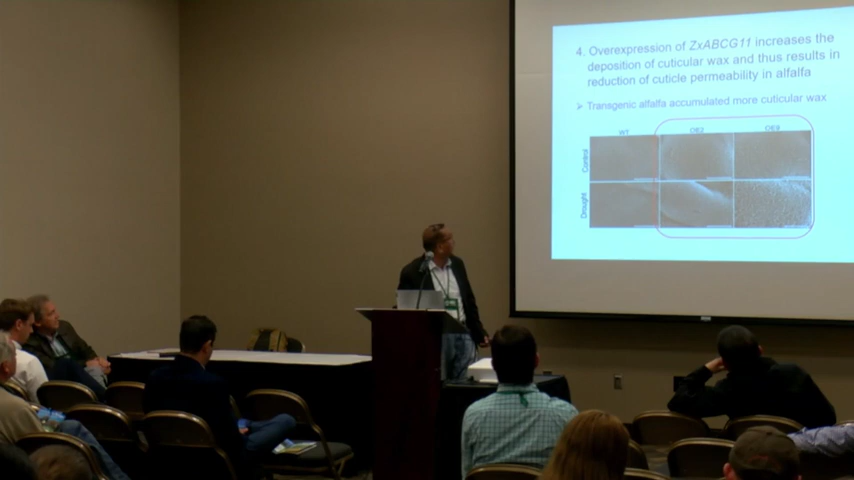 4. Overexpression of ZxABCG11 increases the
deposition of cuticular wax and thus results in
reduction of cuticle permeability in alfalfa
➢ Transgenic alfalfa accumulated more cuticular wax
WT OE2 OE9
Control
Drought